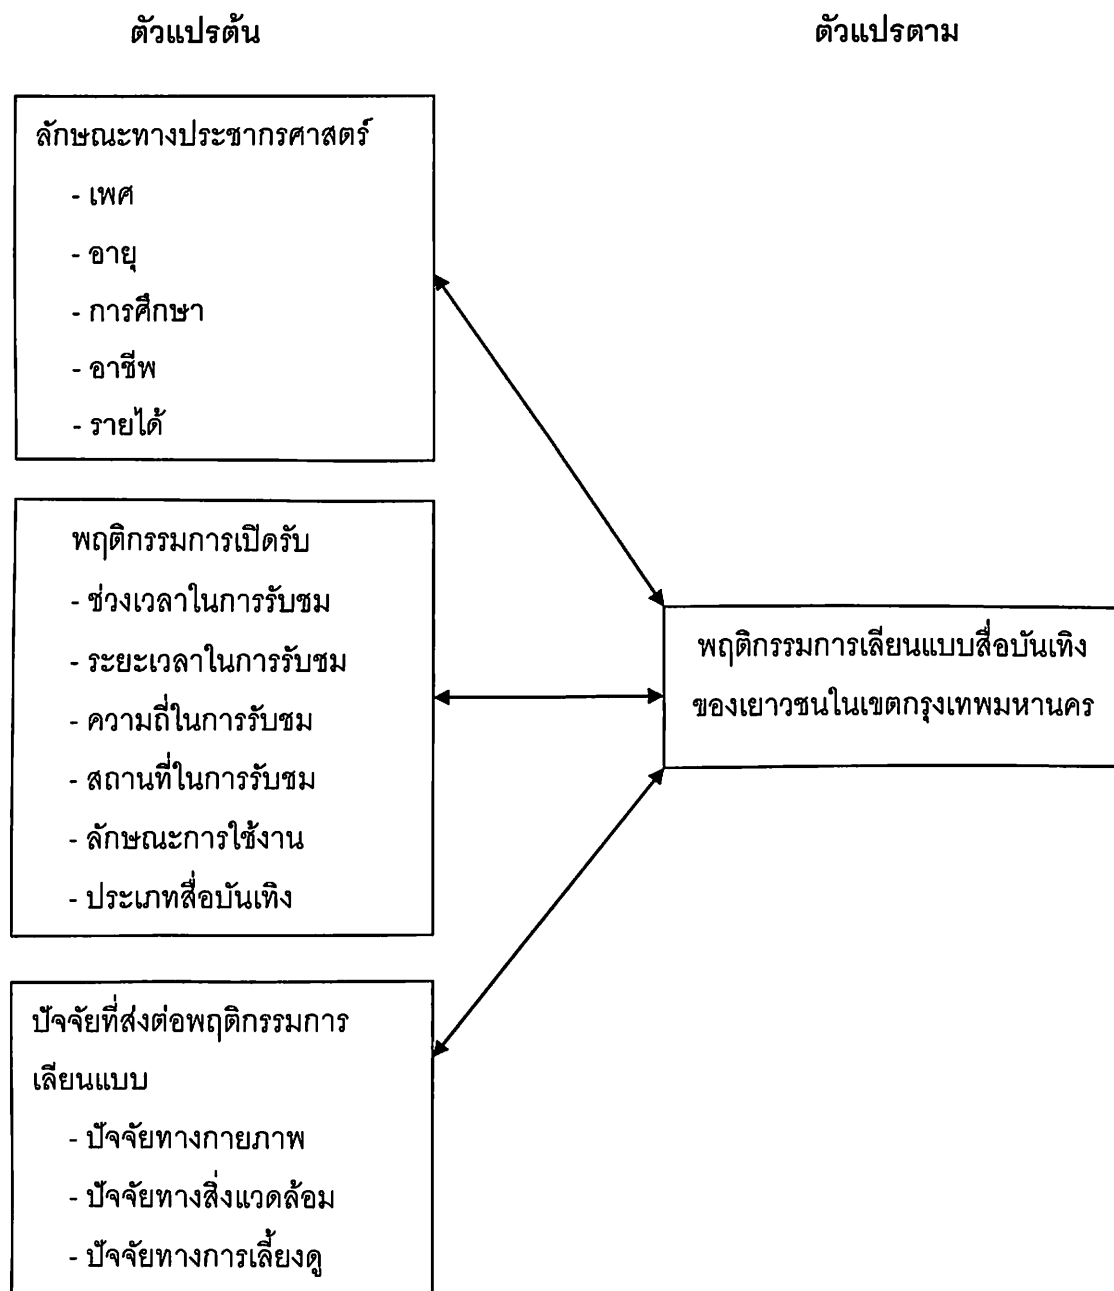 ตัวแปรต้น
ตัวแปรตาม
ลักษณะทางประชากรศาสตร์
- เพศ
- อายุ
- การศึกษา
- อาชีพ
- รายได้
พฤติกรรมการเปิดรับ
- ช่วงเวลาในการรับชม
- ระยะเวลาในการรับชม
- ความถี่ในการรับชม
- สถานที่ในการรับชม
- ลักษณะการใช้งาน
- ประเภทสื่อบันเทิง
พฤติกรรมการเลียนแบบสื่อบันเทิง
ของเยาวชนในเขตกรุงเทพมหานคร
ปัจจัยที่ส่งต่อพฤติกรรมการ
เลียนแบบ
- ปัจจัยทางกายภาพ
- ปัจจัยทางสิ่งแวดล้อม
- ปัจจัยทางการเลี้ยงดู